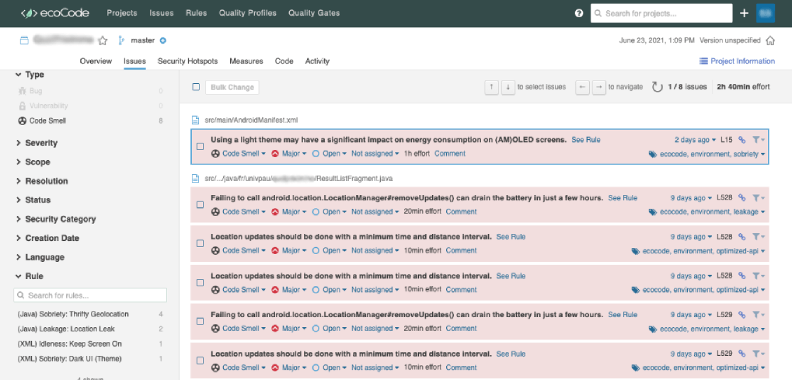 ecoCode Projects Issues Rules Quality Profiles Quality Gates ? Search for projects... +
master June 23, 2021, 1:09 PM Version unspecified
Overview Issues Security Hotspots Measures Code Activity Project Information
Type
Bug 0
Vulnerability 0
Code Smell 8
Severity
Scope
Resolution
Status
Security Category
Creation Date
Language
Rule
Search for rules...
(Java) Sobriety: Thrifty Geolocation 4
(Java) Leakage: Location Leak 2
(XML) Idleness: Keep Screen On 1
(XML) Sobriety: Dark UI (Theme) 1
4 shown
Bulk Change ↑ ↓ to select issues ← → to navigate 1 / 8 issues 2h 40min effort
src/main/AndroidManifest.xml
Using a light theme may have a significant impact on energy consumption on (AM)OLED screens. See Rule 2 days ago L15
Code Smell Major Open Not assigned 1h effort Comment ecocode, environment, sobriety
src/.../java/fr/univpau/ /ResultListFragment.java
Failing to call android.location.LocationManager#removeUpdates() can drain the battery in just a few hours. See Rule 9 days ago L528
Code Smell Major Open Not assigned 20min effort Comment ecocode, environment, leakage
Location updates should be done with a minimum time and distance interval. See Rule 9 days ago L528
Code Smell Major Open Not assigned 10min effort Comment ecocode, environment, optimized-api
Location updates should be done with a minimum time and distance interval. See Rule 9 days ago L528
Code Smell Major Open Not assigned 10min effort Comment ecocode, environment, optimized-api
Failing to call android.location.LocationManager#removeUpdates() can drain the battery in just a few hours. See Rule 9 days ago L529
Code Smell Major Open Not assigned 20min effort Comment ecocode, environment, leakage
Location updates should be done with a minimum time and distance interval. See Rule 9 days ago L529
Code Smell Major Open Not assigned 10min effort Comment ecocode, environment, optimized-api